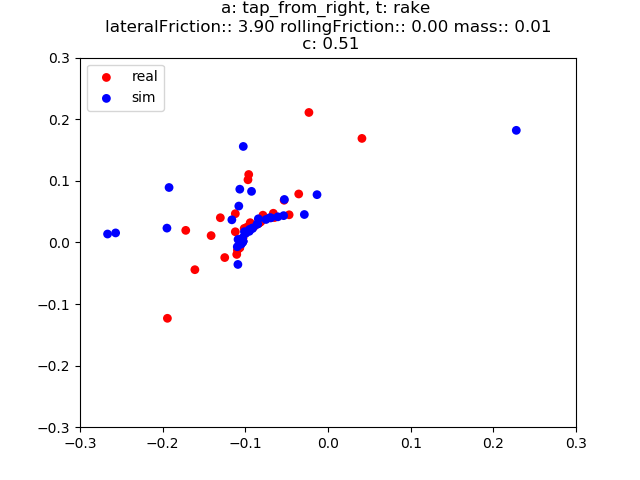 a: tap_from_right, t: rake
lateralFriction:: 3.90 rollingFriction:: 0.00 mass:: 0.01
c: 0.51
real
sim
0.3
0.2
0.1
0.0
−0.1
−0.2
−0.3
−0.3 −0.2 −0.1 0.0 0.1 0.2 0.3